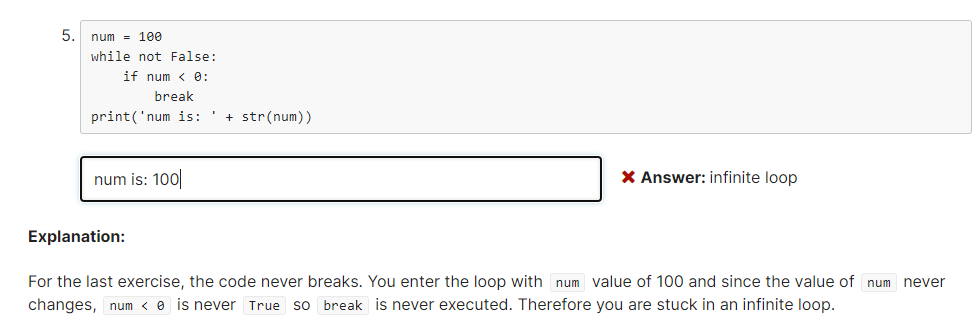 5.
num = 100
while not False:
    if num < 0:
        break
print('num is: ' + str(num))
num is: 100
✖ Answer: infinite loop
Explanation:
For the last exercise, the code never breaks. You enter the loop with num value of 100 and since the value of num never
changes, num < 0 is never True so break is never executed. Therefore you are stuck in an infinite loop.